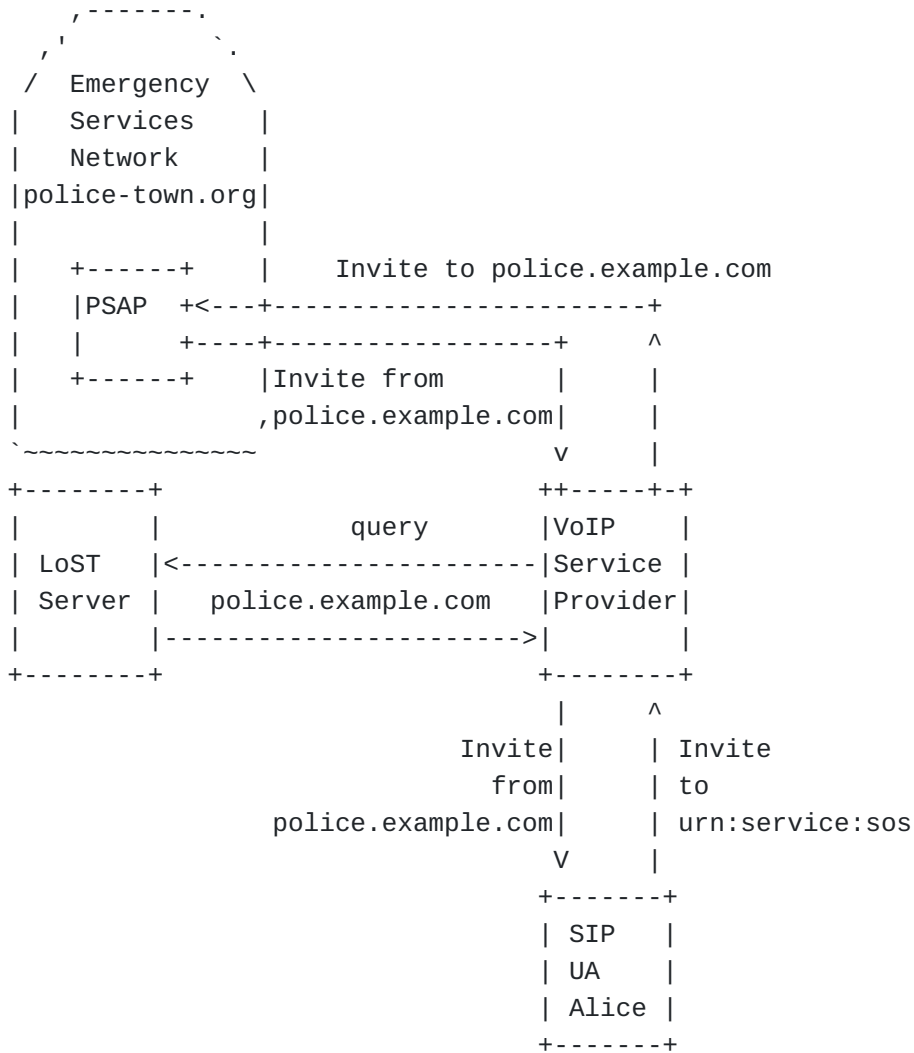 ,-------.
  ,'         `.
 /  Emergency  \
|   Services    |
|   Network     |
|police-town.org|
|               |
|   +------+    |    Invite to police.example.com
|   |PSAP  +<---+------------------------+
|   |      +----+------------------+     ^
|   +------+    |Invite from       |     |
|               ,police.example.com|     |
`~~~~~~~~~~~~~~~                   v     |
+--------+                        ++-----+-+
|        |            query       |VoIP    |
| LoST   |<-----------------------|Service |
| Server |   police.example.com   |Provider|
|        |----------------------->|        |
+--------+                        +--------+
                                   |     ^
                             Invite|     | Invite
                               from|     | to
                 police.example.com|     | urn:service:sos
                                   V     |
                                  +-------+
                                  | SIP   |
                                  | UA    |
                                  | Alice |
                                  +-------+